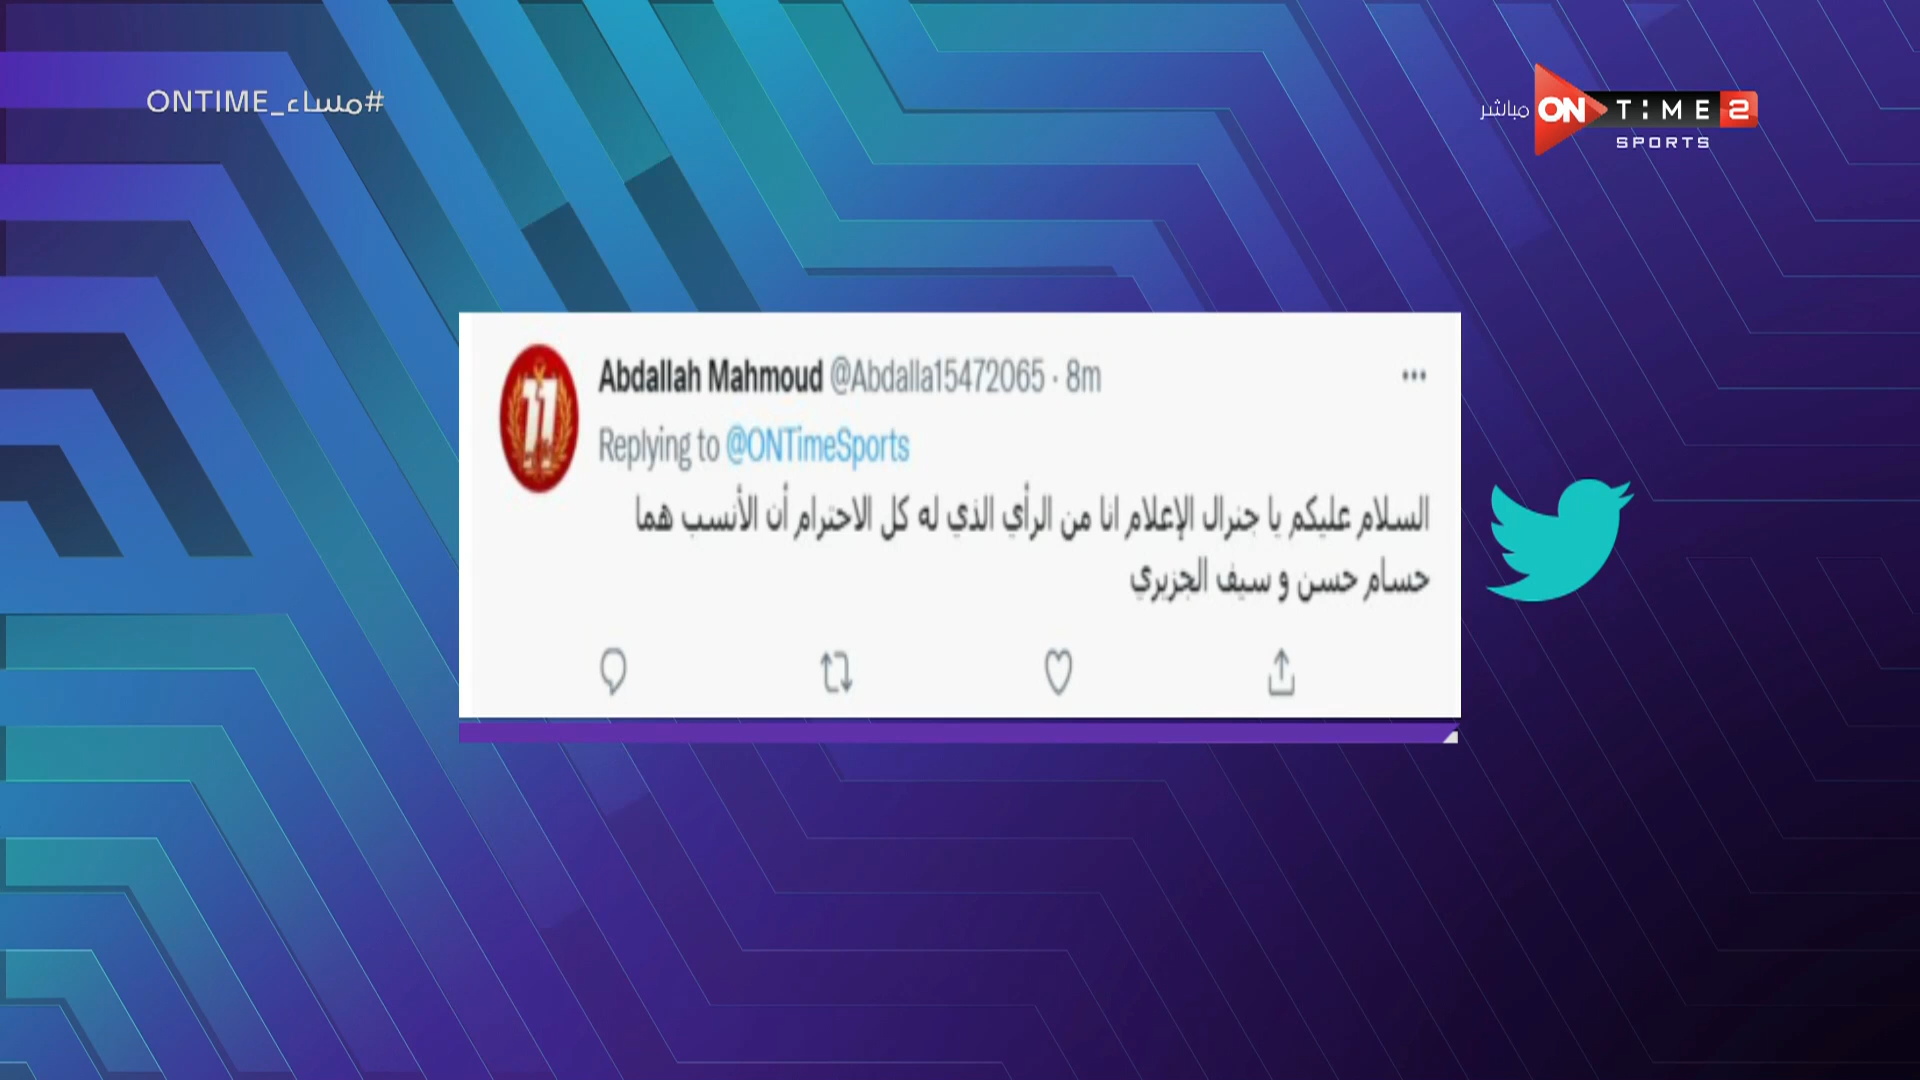 #مساء_ONTIME
مباشر ON TIME 2
SPORTS
11
Abdallah Mahmoud @Abdalla15472065 · 8m
Replying to @ONTimeSports
السلام عليكم يا جنرال الإعلام انا من الرأي الذي له كل الاحترام أن الأنسب هما
حسام حسن و سيف الجزيري